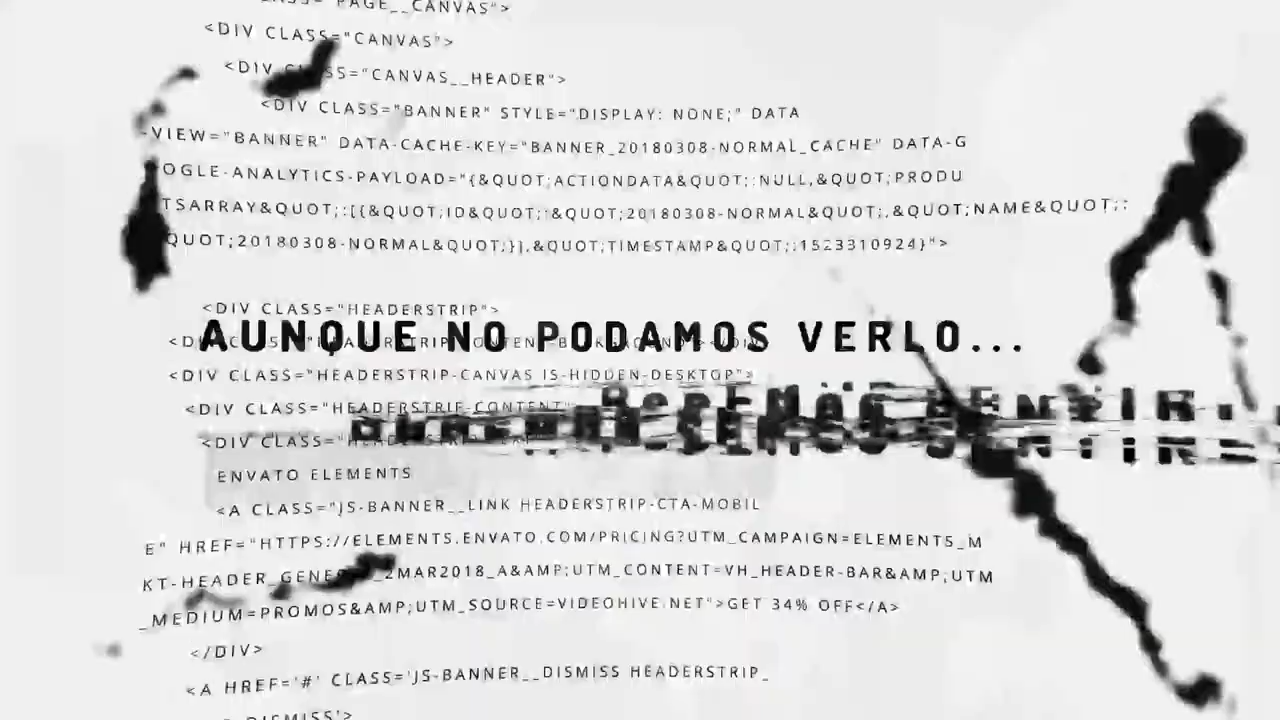 PAGE__CANVAS">
<DIV CLASS="CANVAS">
<DIV CLASS="CANVAS__HEADER">
<DIV CLASS="BANNER" STYLE="DISPLAY: NONE;" DATA
-VIEW="BANNER" DATA-CACHE-KEY="BANNER_20180308-NORMAL_CACHE" DATA-G
OGLE-ANALYTICS-PAYLOAD="{&QUOT;ACTIONDATA&QUOT;:NULL,&QUOT;PRODU
TSARRAY&QUOT;:[{&QUOT;ID&QUOT;:&QUOT;20180308-NORMAL&QUOT;,&QUOT;NAME&QUOT;:
QUOT;20180308-NORMAL&QUOT;}],&QUOT;TIMESTAMP&QUOT;:1523310924}">
<DIV CLASS="HEADERSTRIP">
AUNQUE NO PODAMOS VERLO...
<DIV CLASS="HEADERSTRIP-CANVAS IS-HIDDEN-DESKTOP">
<DIV CLASS="HEADERSTRIP-CONTENT"
<DIV CLASS=
ENVATO ELEMENTS
<A CLASS="JS-BANNER__LINK HEADERSTRIP-CTA-MOBIL
E" HREF="HTTPS://ELEMENTS.ENVATO.COM/PRICING?UTM_CAMPAIGN=ELEMENTS_M
KT-HEADER_GENE 2MAR2018_A&AMP;UTM_CONTENT=VH_HEADER-BAR&AMP;UTM
_MEDIUM=PROMOS&AMP;UTM_SOURCE=VIDEOHIVE.NET">GET 34% OFF</A>
</DIV>
<A HREF='#' CLASS='JS-BANNER__DISMISS HEADERSTRIP_
DISMISS'>